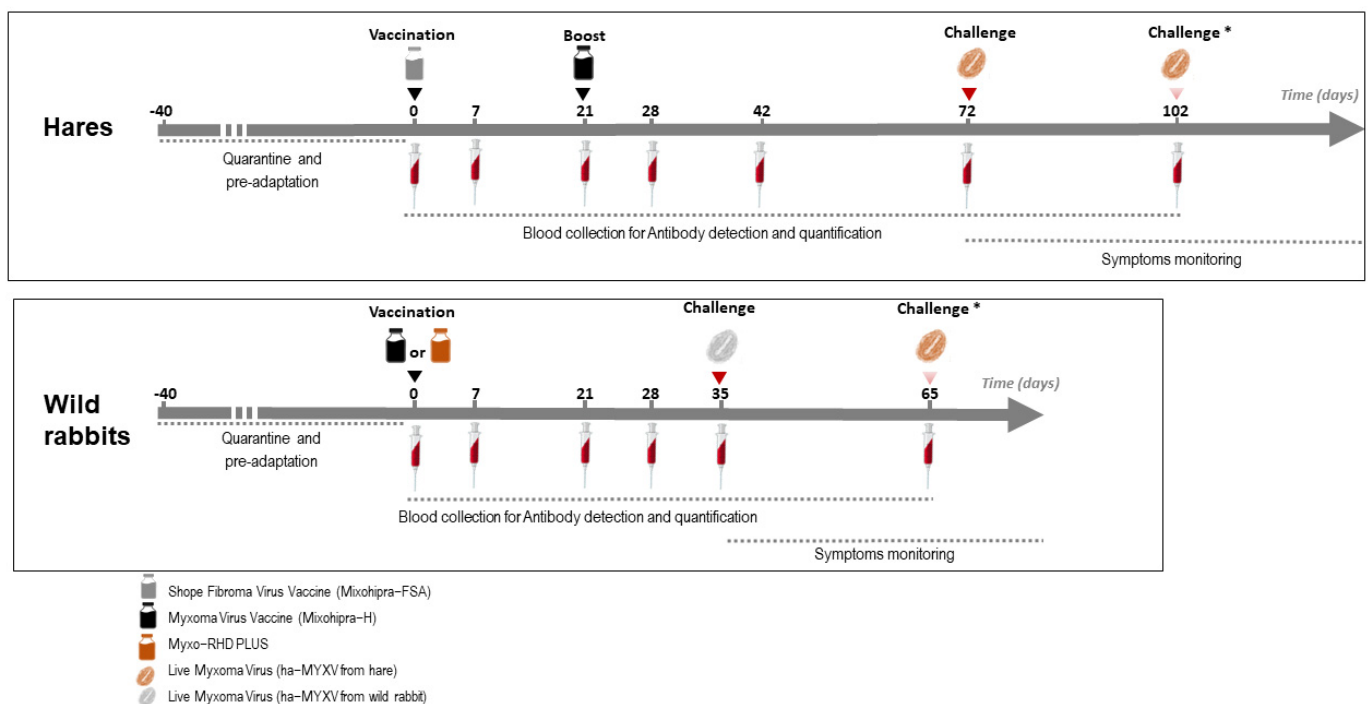 Vaccination Boost Challenge Challenge *
-40 0 7 21 28 42 72 102 Time (days)
Hares
Quarantine and
pre-adaptation
Blood collection for Antibody detection and quantification
Symptoms monitoring
Vaccination Challenge Challenge *
or
-40 0 7 21 28 35 65 Time (days)
Wild
rabbits
Quarantine and
pre-adaptation
Blood collection for Antibody detection and quantification
Symptoms monitoring
Shope Fibroma Virus Vaccine (Mixohipra-FSA)
Myxoma Virus Vaccine (Mixohipra-H)
Myxo-RHD PLUS
Live Myxoma Virus (ha-MYXV from hare)
Live Myxoma Virus (ha-MYXV from wild rabbit)